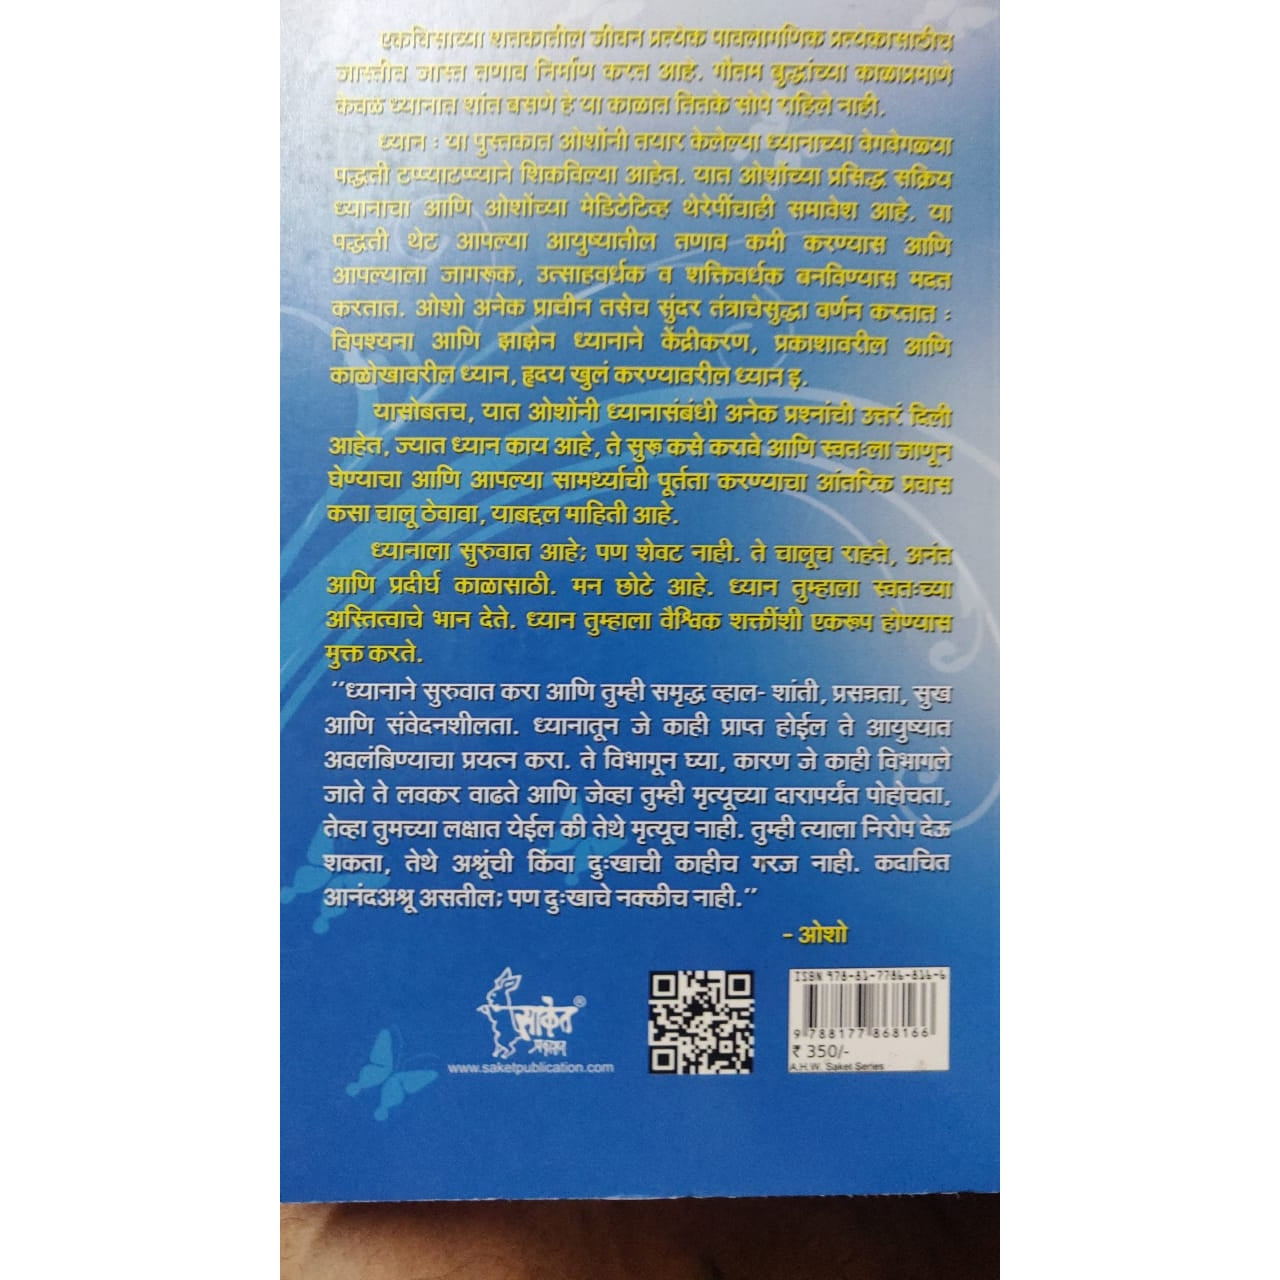 एकविसाव्या शतकातील जीवन प्रत्येक पावलागणिक प्रत्येकासाठीच
जास्तीत जास्त तणाव निर्माण करत आहे. गौतम बुद्धांच्या काळाप्रमाणे
केवळ ध्यानात शांत बसणे हे या काळात तितके सोपे राहिले नाही.
ध्यान : या पुस्तकात ओशोंनी तयार केलेल्या ध्यानाच्या वेगवेगळ्या
पद्धती टप्प्याटप्प्याने शिकविल्या आहेत. यात ओशोंच्या प्रसिद्ध सक्रिय
ध्यानाचा आणि ओशोंच्या मेडिटेटिव्ह थेरेपींचाही समावेश आहे. या
पद्धती थेट आपल्या आयुष्यातील तणाव कमी करण्यास आणि
आपल्याला जागरूक, उत्साहवर्धक व शक्तिवर्धक बनविण्यास मदत
करतात. ओशो अनेक प्राचीन तसेच सुंदर तंत्राचेसुद्धा वर्णन करतात :
विपश्यना आणि झाझेन ध्यानाने केंद्रीकरण, प्रकाशावरील आणि
काळोखावरील ध्यान, हृदय खुलं करण्यावरील ध्यान इ.
यासोबतच, यात ओशोंनी ध्यानासंबंधी अनेक प्रश्नांची उत्तरं दिली
आहेत, ज्यात ध्यान काय आहे, ते सुरू कसे करावे आणि स्वतःला जाणून
घेण्याचा आणि आपल्या सामर्थ्याची पूर्तता करण्याचा आंतरिक प्रवास
कसा चालू ठेवावा, याबद्दल माहिती आहे.
ध्यानाला सुरुवात आहे; पण शेवट नाही. ते चालूच राहते, अनंत
आणि प्रदीर्घ काळासाठी. मन छोटे आहे. ध्यान तुम्हाला स्वतःच्या
अस्तित्वाचे भान देते. ध्यान तुम्हाला वैश्विक शक्तींशी एकरूप होण्यास
मुक्त करते.
"ध्यानाने सुरुवात करा आणि तुम्ही समृद्ध व्हाल- शांती, प्रसन्नता, सुख
आणि संवेदनशीलता. ध्यानातून जे काही प्राप्त होईल ते आयुष्यात
अवलंबिण्याचा प्रयत्न करा. ते विभागून घ्या, कारण जे काही विभागले
जाते ते लवकर वाढते आणि जेव्हा तुम्ही मृत्यूच्या दारापर्यंत पोहोचता,
तेव्हा तुमच्या लक्षात येईल की तेथे मृत्यूच नाही. तुम्ही त्याला निरोप देऊ
शकता, तेथे अश्रूंची किंवा दुःखाची काहीच गरज नाही. कदाचित
आनंदअश्रू असतील; पण दुःखाचे नक्कीच नाही."
- ओशो
साकेत®
प्रकाशन
www.saketpublication.com
ISBN 978-81-7786-816-6
9 788177 868166
₹ 350/-
A.H.W. Saket Series